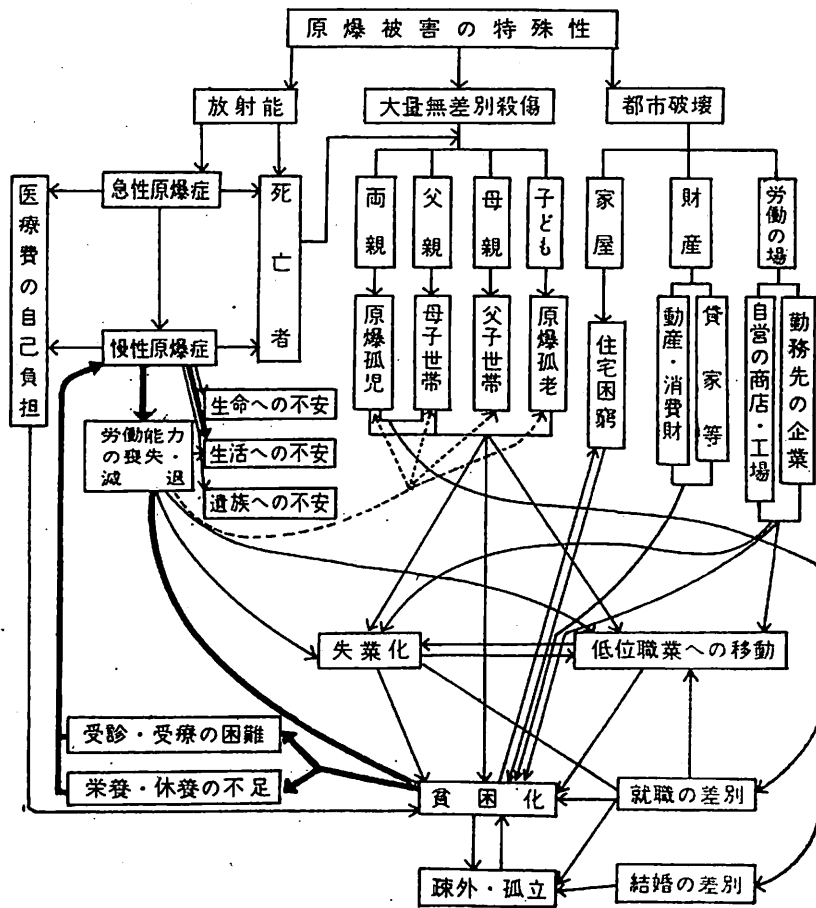 原爆被害の特殊性
放射能
大量無差別殺傷
都市破壊
医療費の自己負担
急性原爆症
死亡者
両親
父親
母親
子ども
家屋
財産
労働の場
原爆孤児
母子世帯
父子世帯
原爆孤老
住宅困窮
動産・消費財
貸家等
自営の商店・工場
勤務先の企業
慢性原爆症
労働能力
の喪失・
減退
生命への不安
生活への不安
遺族への不安
失業化
低位職業への移動
受診・受療の困難
栄養・休養の不足
貧困化
就職の差別
疎外・孤立
結婚の差別